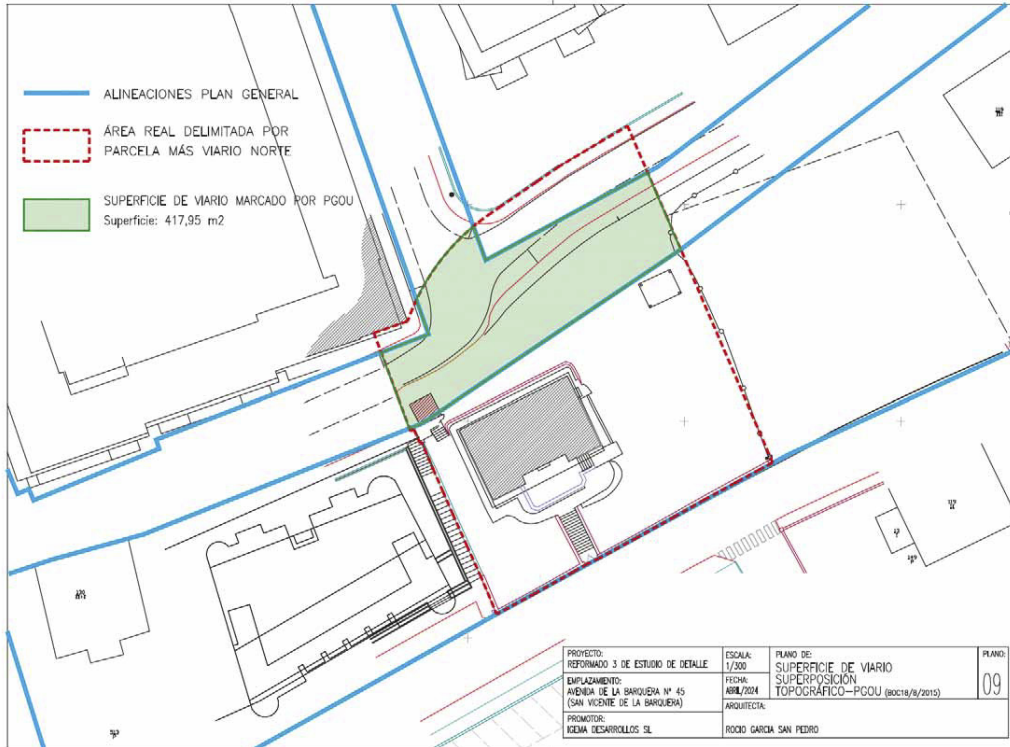 ALINEACIONES PLAN GENERAL
ÁREA REAL DELIMITADA POR
PARCELA MÁS VIARIO NORTE
SUPERFICIE DE VIARIO MARCADO POR PGOU
Superficie: 417,95 m2
PROYECTO:
REFORMADO 3 DE ESTUDIO DE DETALLE
EMPLAZAMIENTO:
AVENIDA DE LA BARQUERA Nº 45
(SAN VICENTE DE LA BARQUERA)
PROMOTOR:
IGEMA DESARROLLOS SL
ESCALA:
1/300
FECHA:
ABRIL/2024
PLANO DE:
SUPERFICIE DE VIARIO
SUPERPOSICIÓN
TOPOGRÁFICO-PGOU (BOC18/8/2015)
ARQUITECTA:
ROCIO GARCIA SAN PEDRO
PLANO:
09